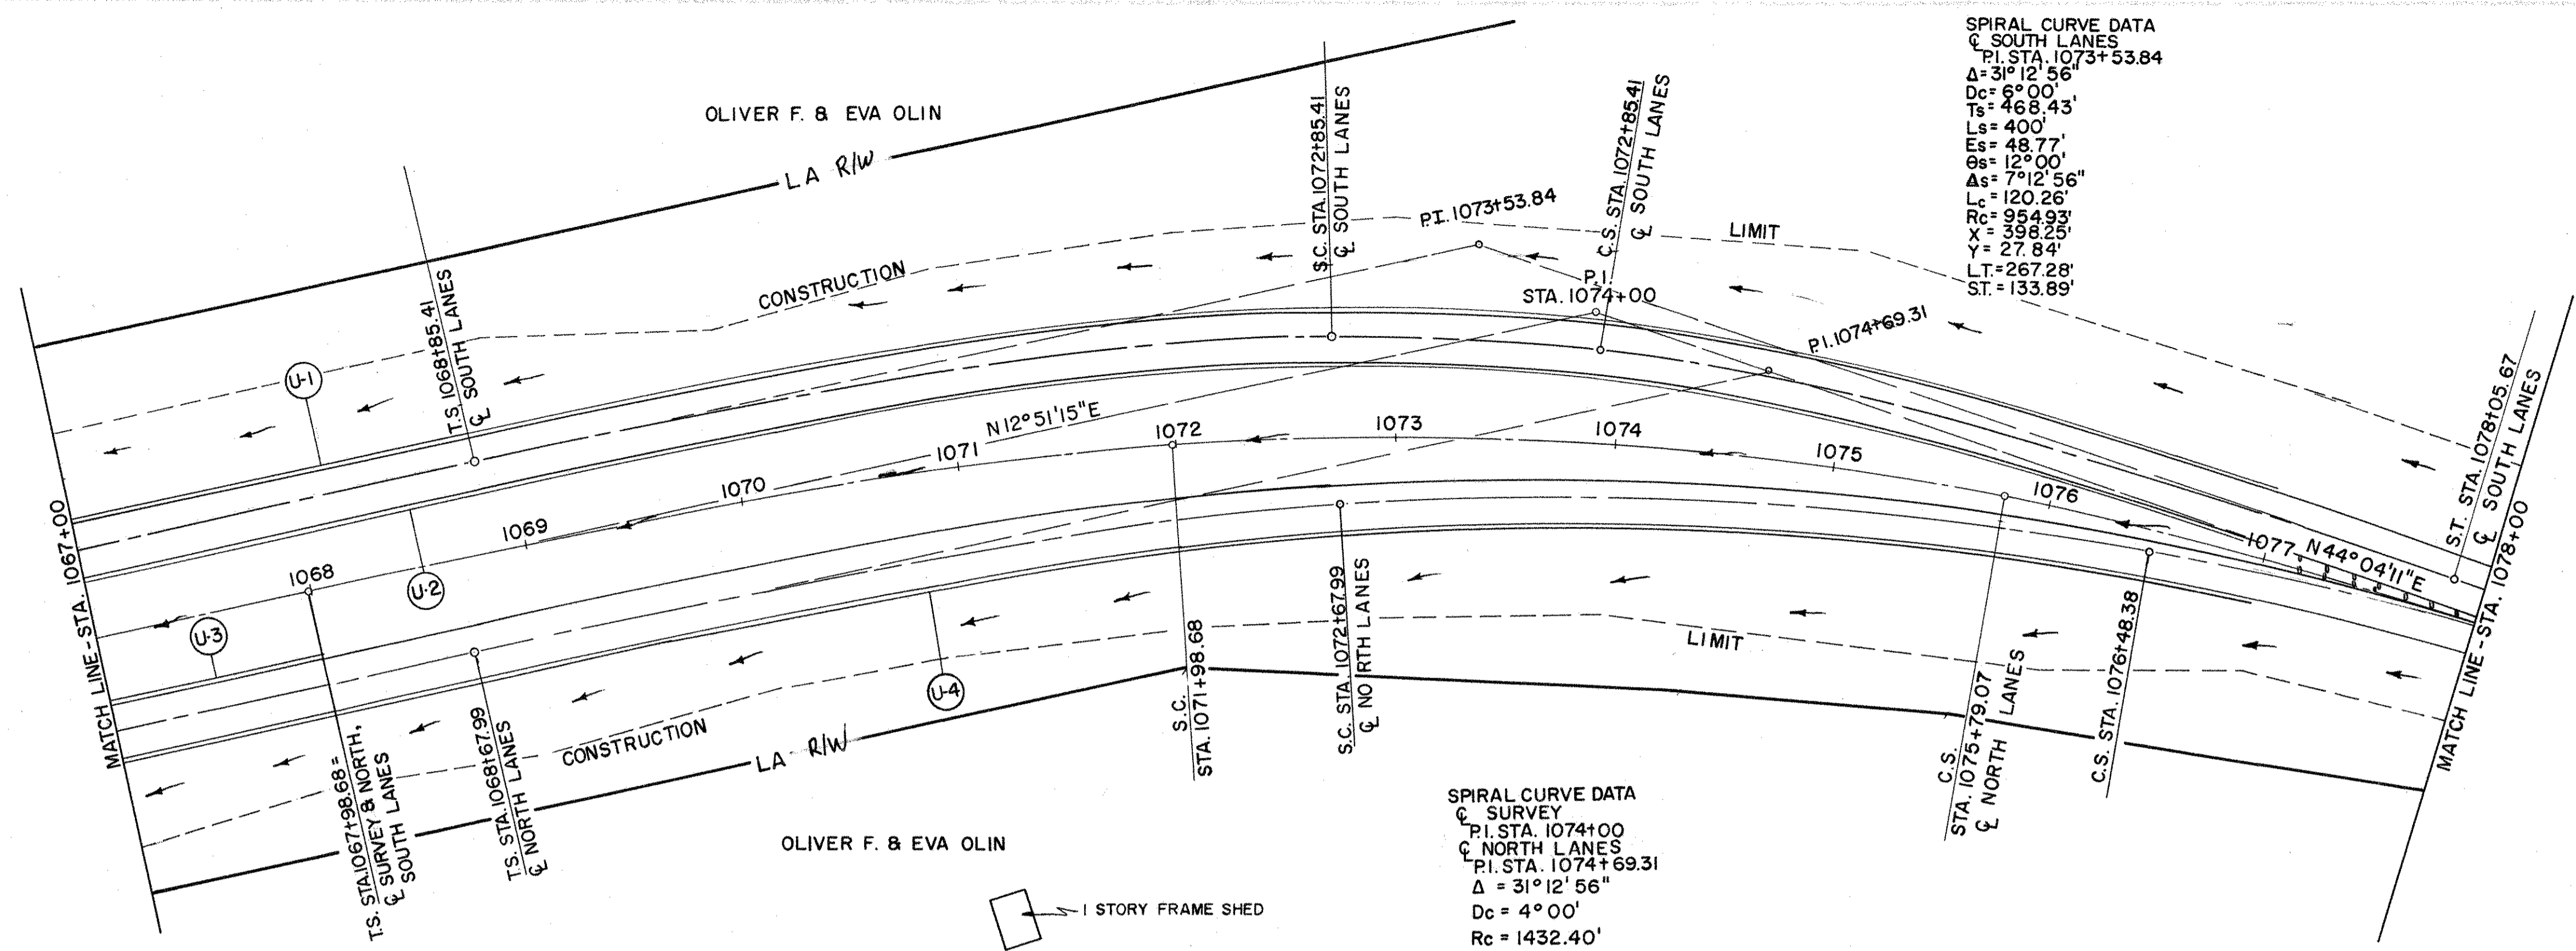 SPIRAL CURVE DATA
℄ SOUTH LANES
P.I. STA. 1073+53.84
Δ=31°12'56"
Dc=6°00'
Ts=468.43'
Ls=400'
Es=48.77'
θs=12°00'
Δs=7°12'56"
Lc=120.26'
Rc=954.93'
X=398.25'
Y=27.84'
L.T.=267.28'
S.T.=133.89'
OLIVER F. & EVA OLIN
LA R/W
S.C. STA. 1072+85.41
℄ SOUTH LANES
C.S. STA. 1072+85.41
℄ SOUTH LANES
P.I. 1073+53.84
LIMIT
CONSTRUCTION
P.I.
STA. 1074+00
P.I. 1074+69.31
T.S. 1068+85.41
℄ SOUTH LANES
U-1
S.T. STA. 1078+05.67
℄ SOUTH LANES
N12°51'15"E
1068
1069
1070
1071
1072
1073
1074
1075
1076
1077
N44°04'11"E
MATCH LINE-STA. 1067+00
MATCH LINE-STA. 1078+00
U-2
U-3
U-4
LIMIT
CONSTRUCTION
LA R/W
T.S. STA.1067+98.68=
℄ SURVEY & NORTH,
℄ SOUTH LANES
T.S. STA.1068+67.99
℄ NORTH LANES
S.C.
STA. 1071+98.68
S.C. STA. 1072+67.99
℄ NORTH LANES
C.S.
STA. 1075+79.07
℄ NORTH LANES
C.S. STA. 1076+48.38
OLIVER F. & EVA OLIN
1 STORY FRAME SHED
SPIRAL CURVE DATA
℄ SURVEY
P.I. STA. 1074+00
℄ NORTH LANES
P.I. STA. 1074+69.31
Δ = 31°12'56"
Dc = 4°00'
Rc = 1432.40'